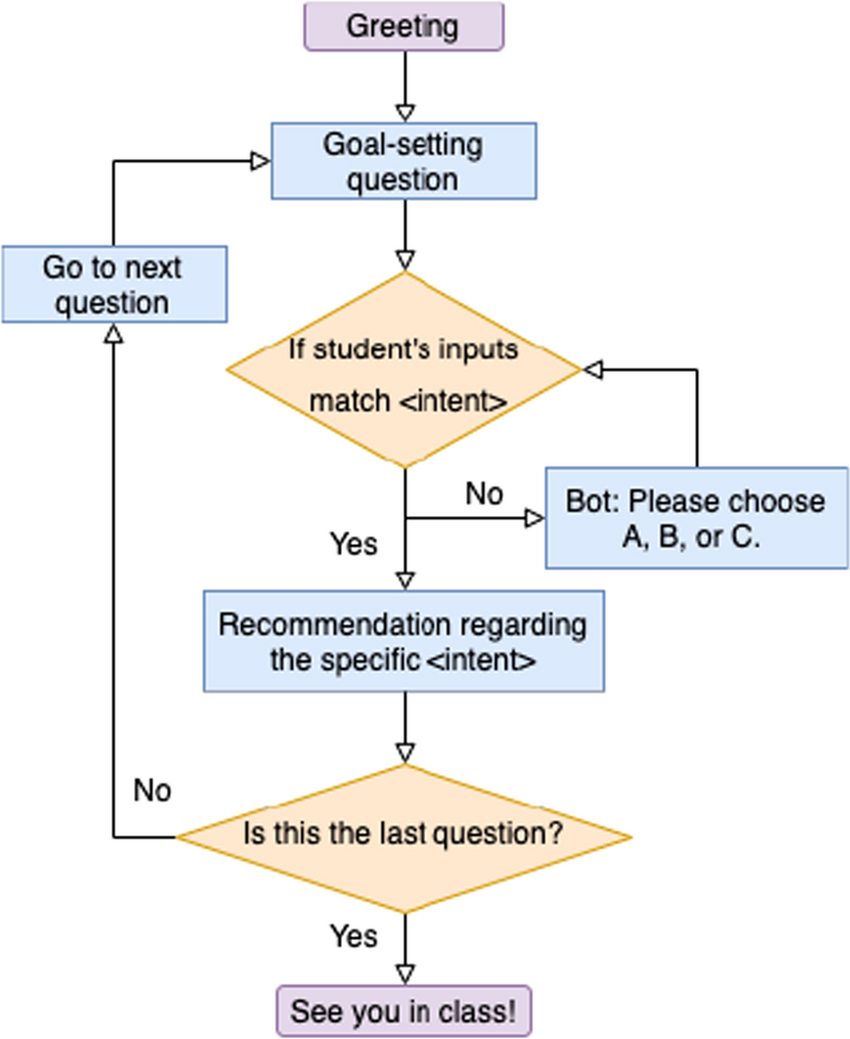 Greeting
Goal-setting
question
Go to next
question
If student's inputs
match <intent>
No
Bot: Please choose
A, B, or C.
Yes
Recommendation regarding
the specific <intent>
No
Is this the last question?
Yes
See you in class!